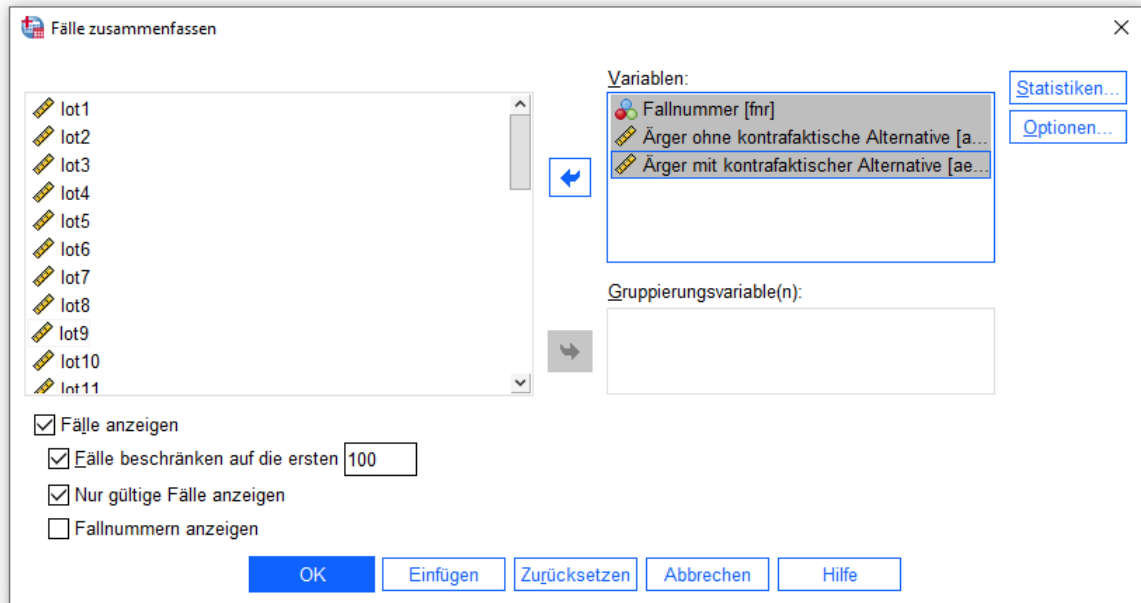 Fälle zusammenfassen
lot1
lot2
lot3
lot4
lot5
lot6
lot7
lot8
lot9
lot10
lot11
Variablen:
Fallnummer [fnr]
Ärger ohne kontrafaktische Alternative [a...
Ärger mit kontrafaktischer Alternative [ae...
Gruppierungsvariable(n):
Statistiken...
Optionen...
Fälle anzeigen
Fälle beschränken auf die ersten 100
Nur gültige Fälle anzeigen
Fallnummern anzeigen
OK Einfügen Zurücksetzen Abbrechen Hilfe